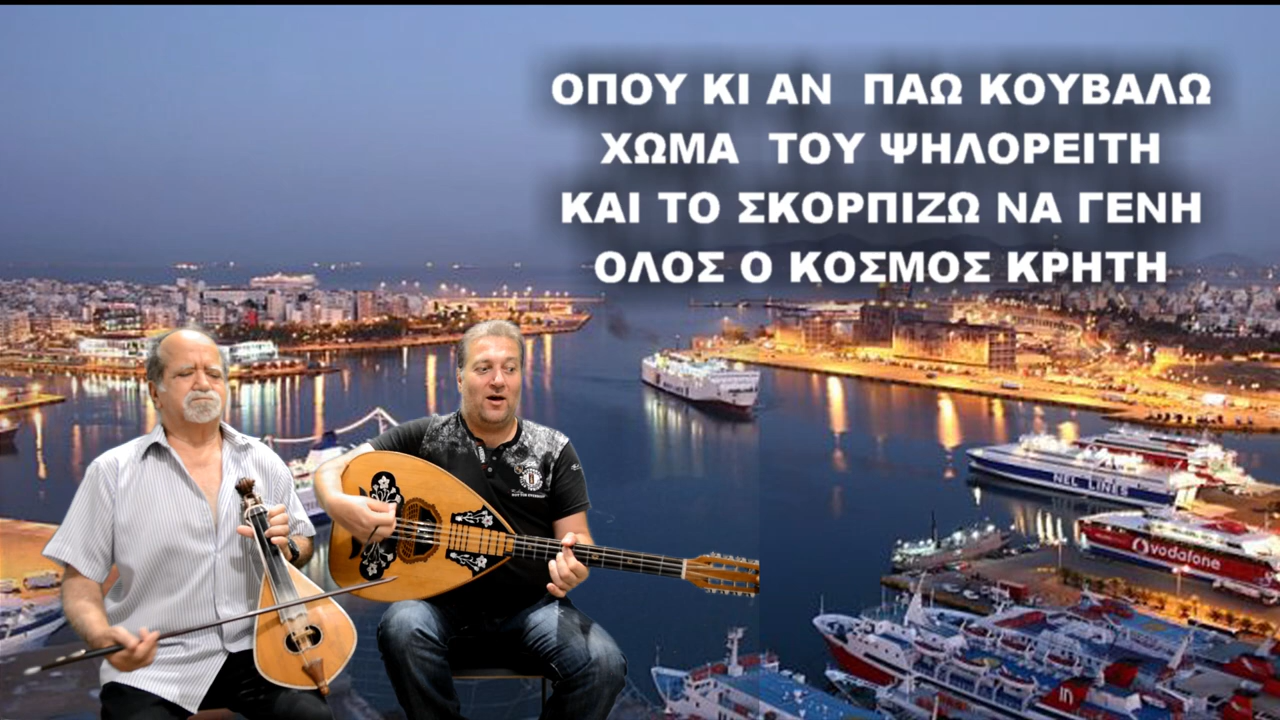 ΟΠΟΥ ΚΙ ΑΝ ΠΑΩ ΚΟΥΒΑΛΩ
ΧΩΜΑ ΤΟΥ ΨΗΛΟΡΕΙΤΗ
ΚΑΙ ΤΟ ΣΚΟΡΠΙΖΩ ΝΑ ΓΕΝΗ
ΟΛΟΣ Ο ΚΟΣΜΟΣ ΚΡΗΤΗ
NEL LINES
vodafone